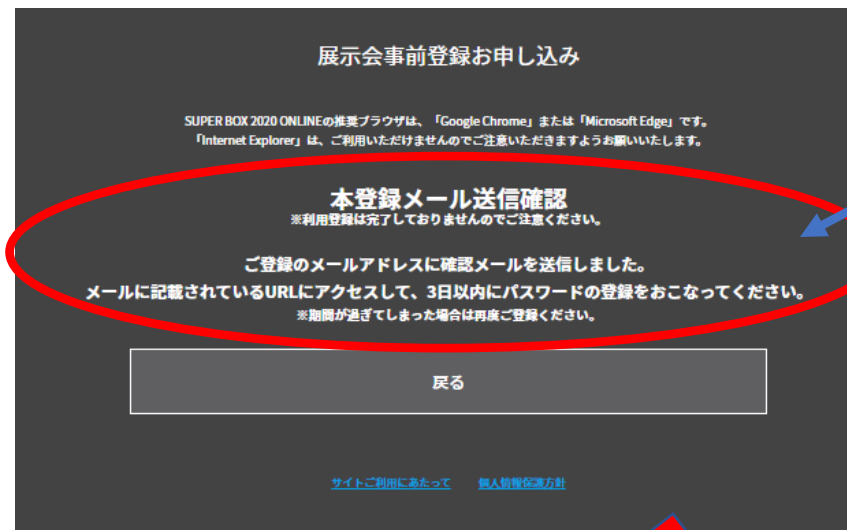 展示会事前登録お申し込み
SUPER BOX 2020 ONLINEの推奨ブラウザは、「Google Chrome」または「Microsoft Edge」です。
「Internet Explorer」は、ご利用いただけませんのでご注意いただきますようお願いいたします。
本登録メール送信確認
※利用登録は完了しておりませんのでご注意ください。
ご登録のメールアドレスに確認メールを送信しました。
メールに記載されているURLにアクセスして、3日以内にパスワードの登録をおこなってください。
※期間が過ぎてしまった場合は再度ご登録ください。
戻る
サイトご利用にあたって 個人情報保護方針